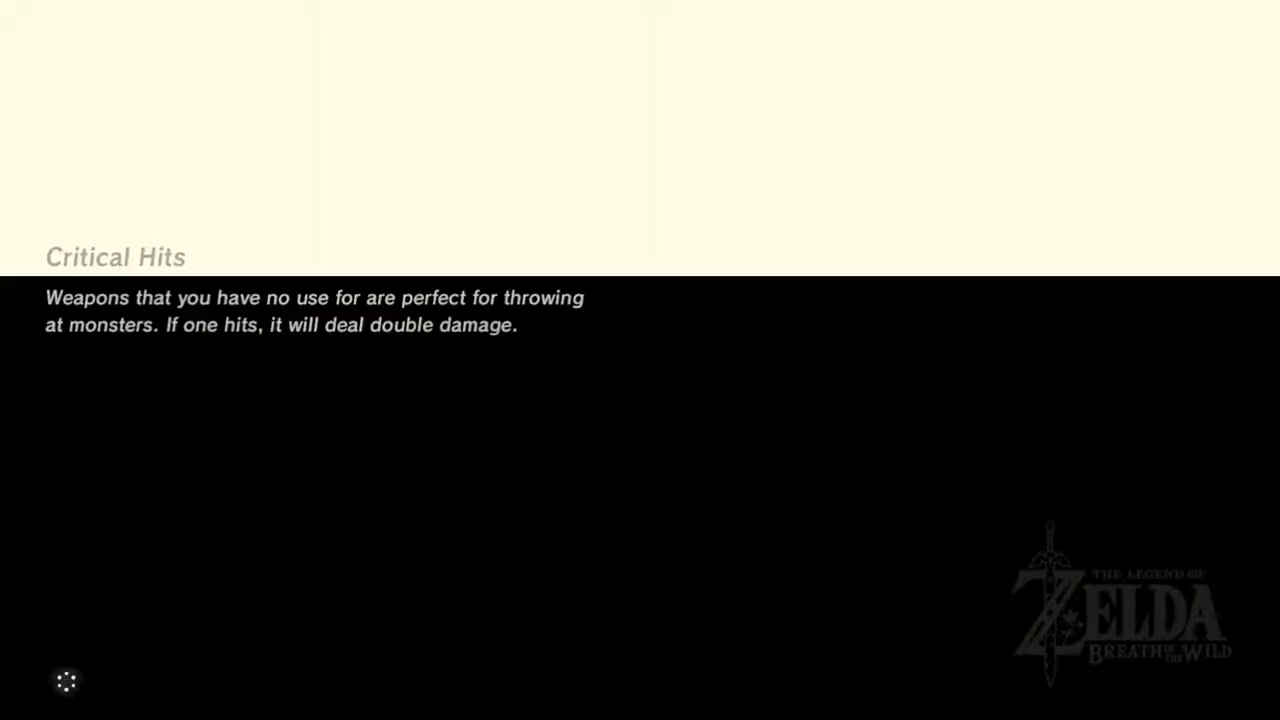 Critical Hits
Weapons that you have no use for are perfect for throwing
at monsters. If one hits, it will deal double damage.
THE LEGEND OF
ZELDA
BREATH OF THE WILD